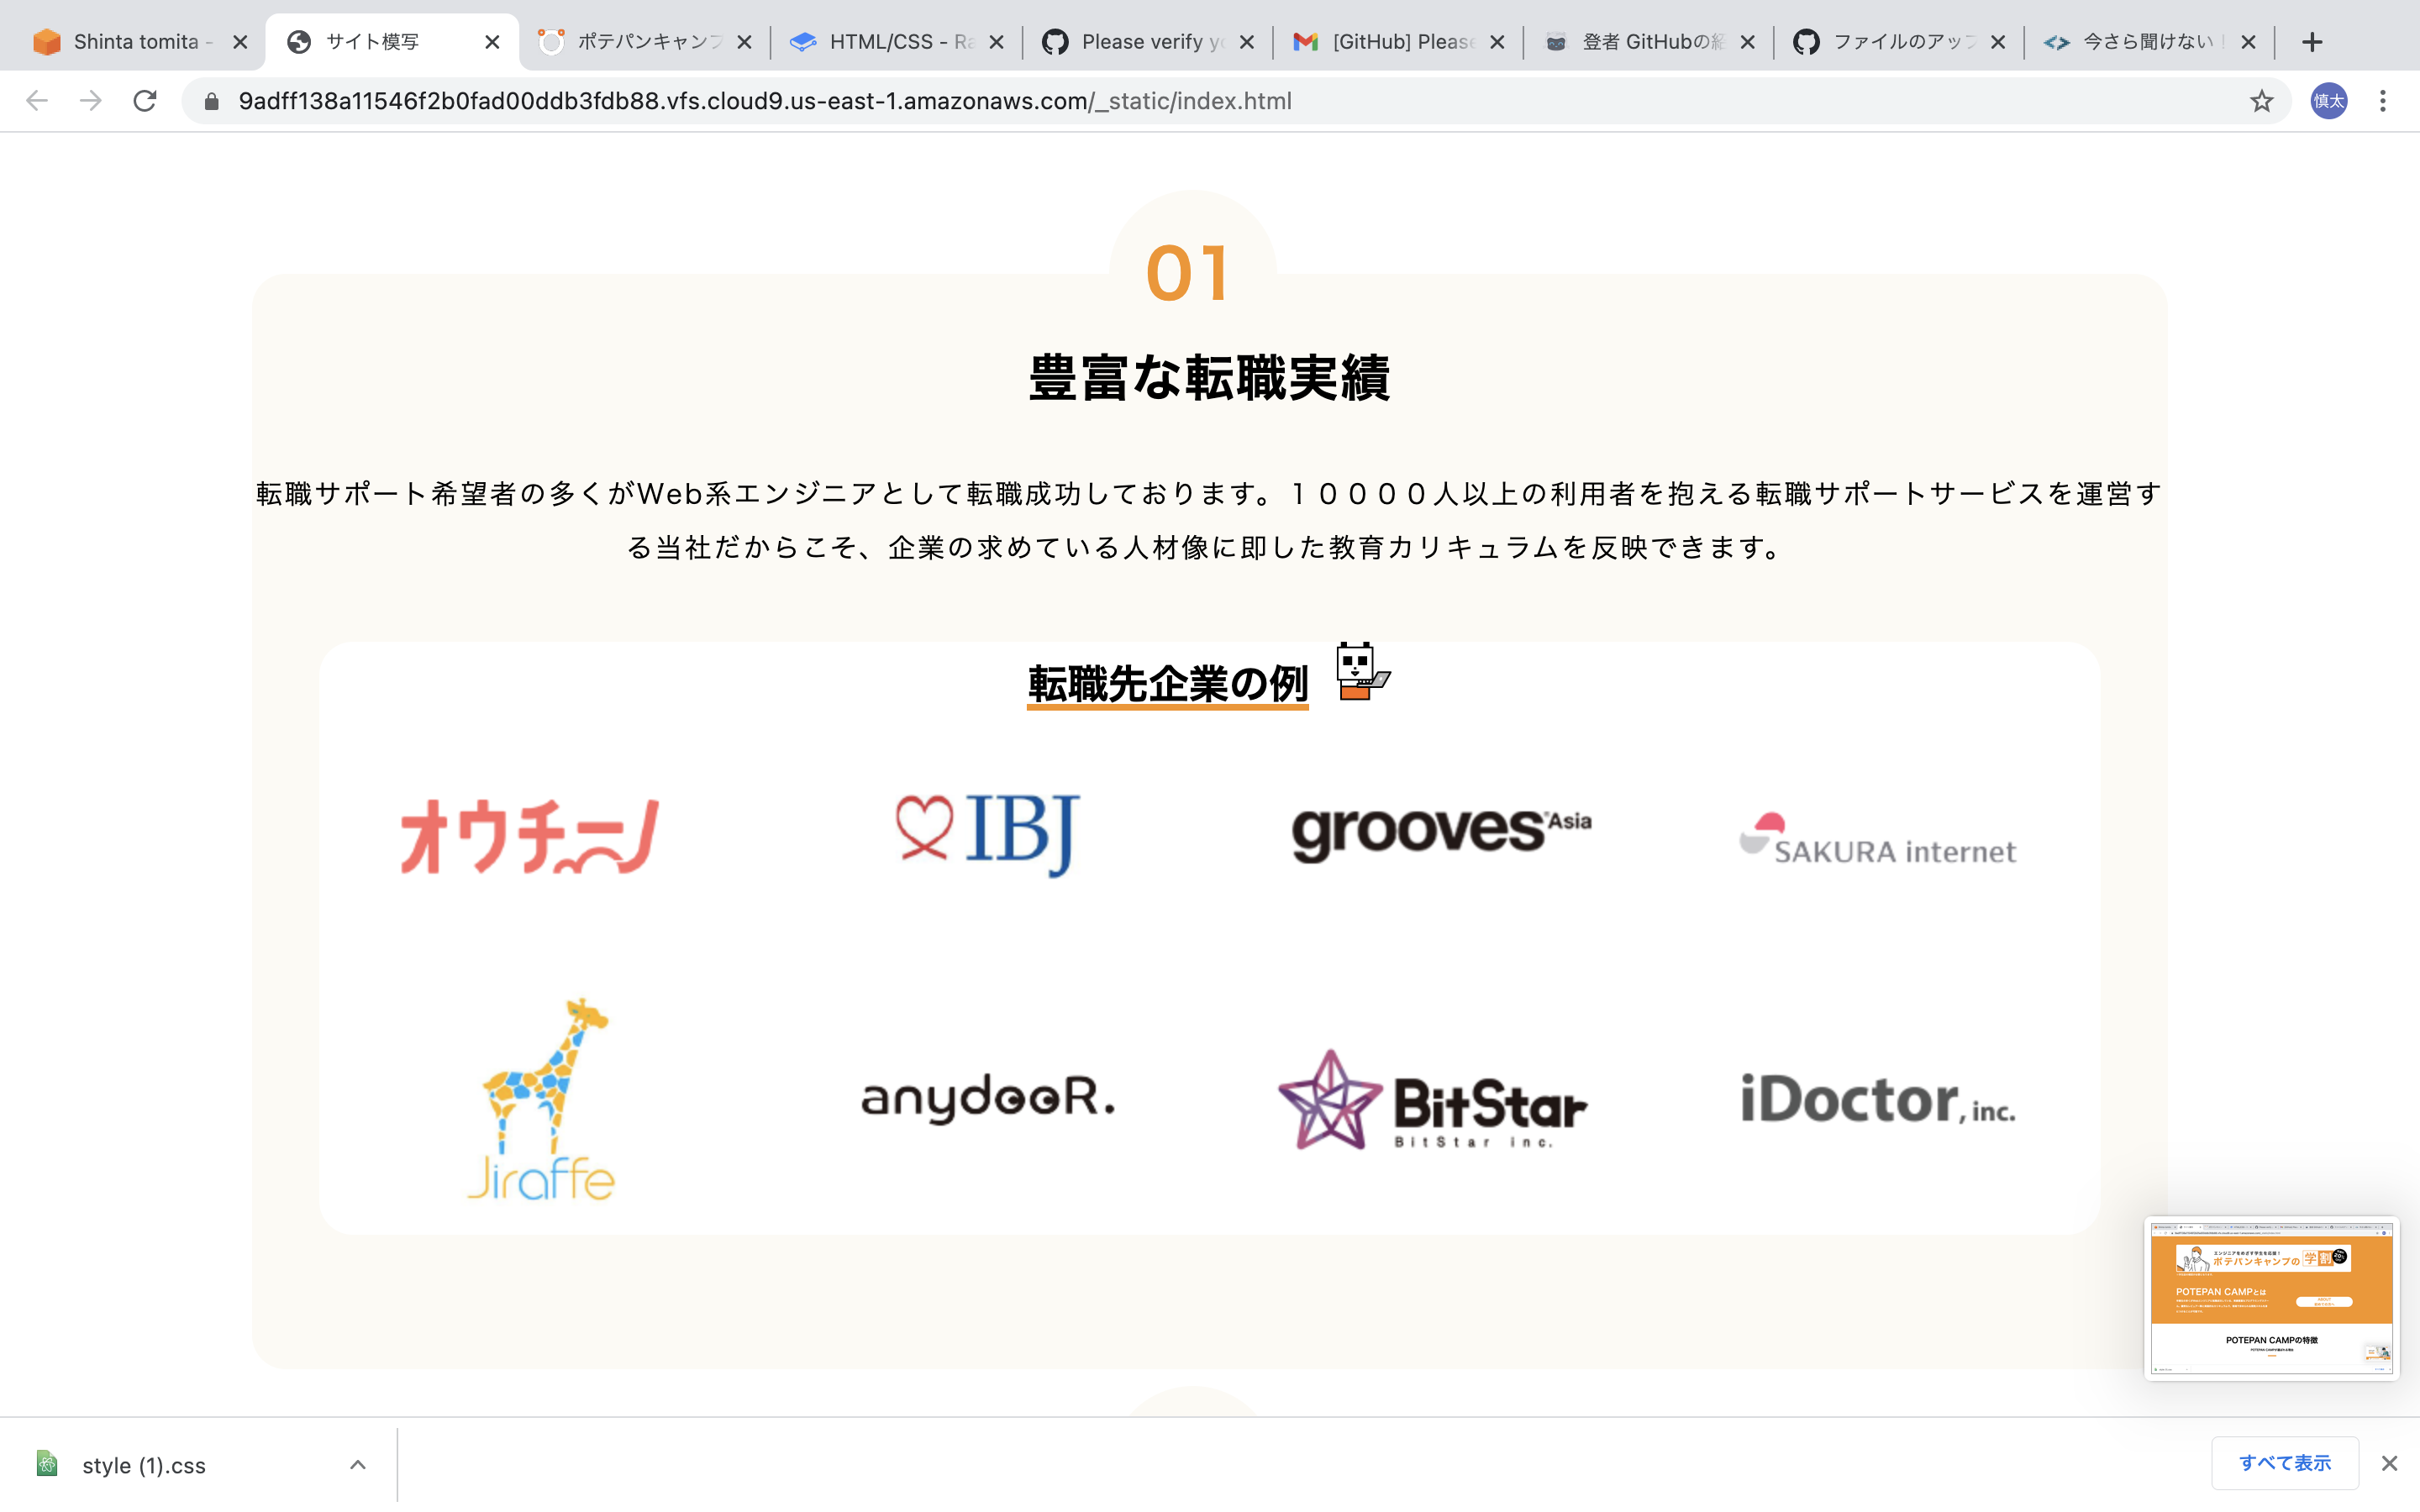 Shinta tomita -
サイト模写
ポテパンキャンプ
HTML/CSS - Ra
Please verify yo
[GitHub] Please
登者 GitHubの紹
ファイルのアップ
今さら聞けない！
9adff138a11546f2b0fad00ddb3fdb88.vfs.cloud9.us-east-1.amazonaws.com/_static/index.html
慎太
01
豊富な転職実績
転職サポート希望者の多くがWeb系エンジニアとして転職成功しております。１００００人以上の利用者を抱える転職サポートサービスを運営す
る当社だからこそ、企業の求めている人材像に即した教育カリキュラムを反映できます。
転職先企業の例
オウチーノ
IBJ
grooves Asia
SAKURA internet
Jiraffe
anydooR.
BitStar
BitStar inc.
iDoctor, inc.
エンジニアをめざす学生を応援！
ポテパンキャンプの学割
POTEPAN CAMPとは
POTEPAN CAMPの特徴
style (1).css
すべて表示